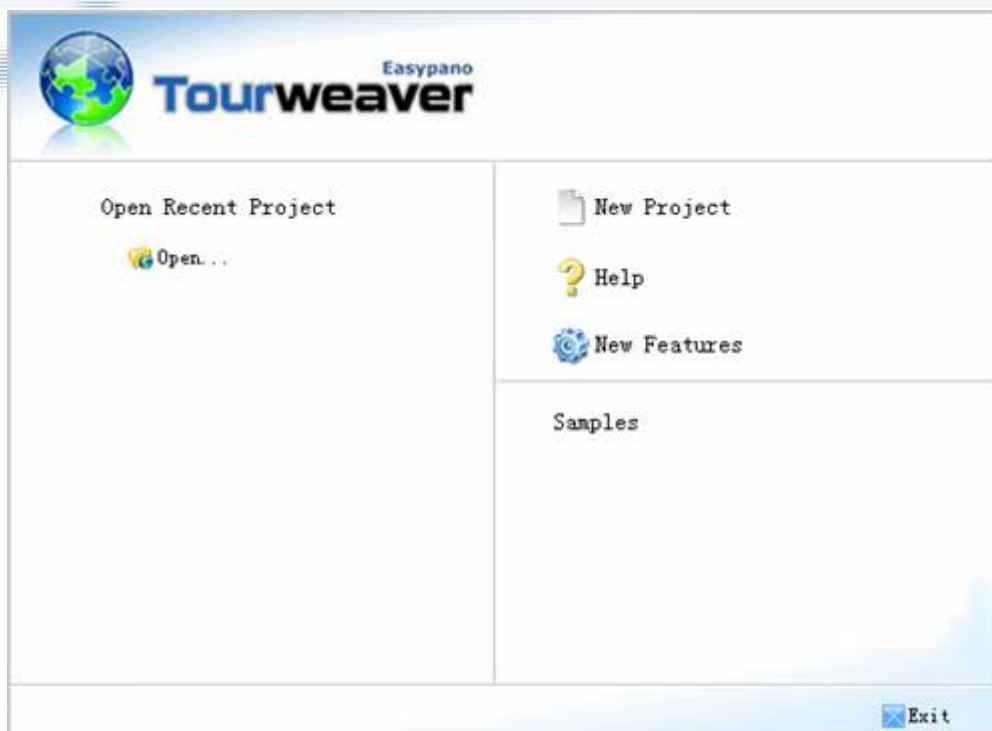 Easypano
Tourweaver
Open Recent Project
Open...
New Project
Help
New Features
Samples
Exit